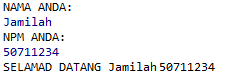 NAMA ANDA:
Jamilah
NPM ANDA:
50711234
SELAMAD DATANG Jamilah50711234